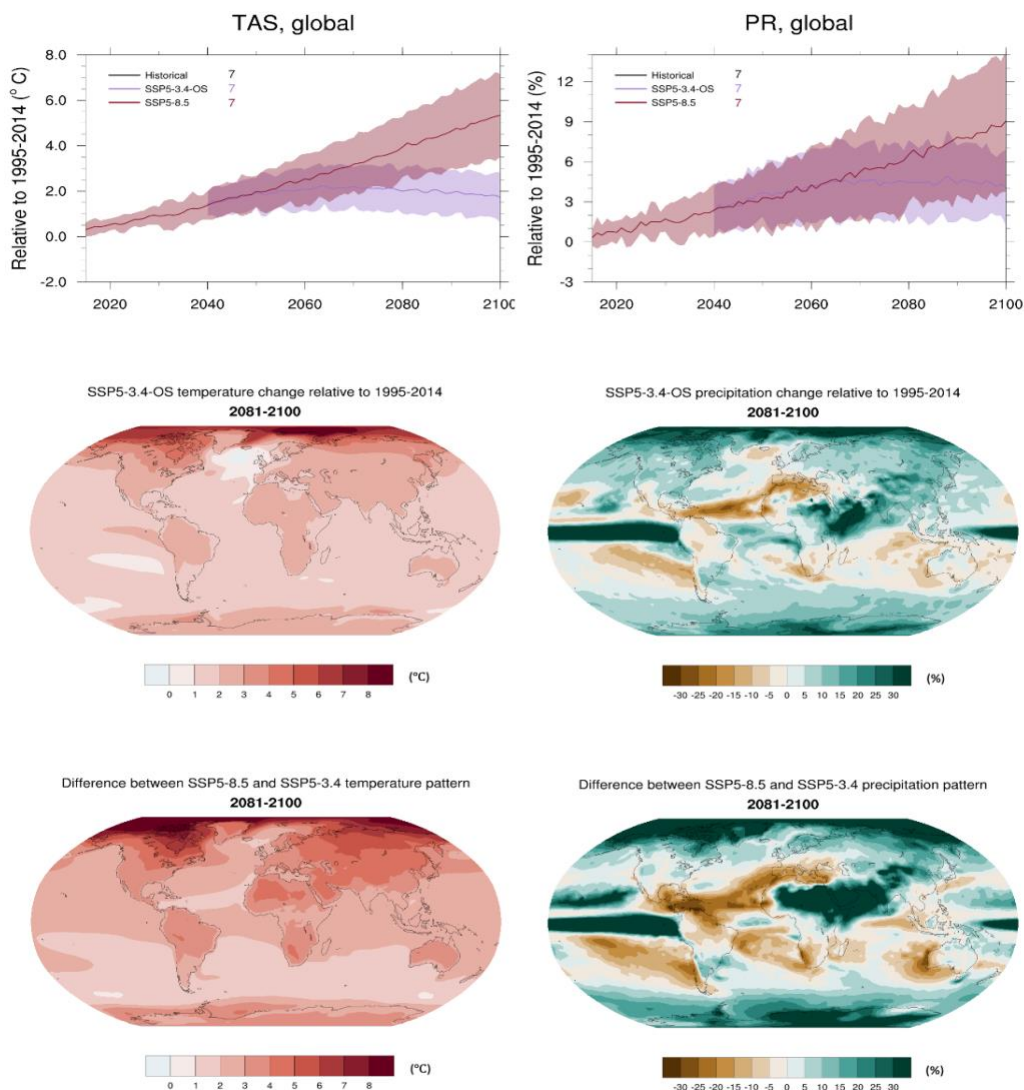 TAS, global
Relative to 1995-2014 (° C)
8.0
6.0
4.0
2.0
0.0
-2.0
Historical 7
SSP5-3.4-OS 7
SSP5-8.5 7
2020 2040 2060 2080 2100
PR, global
Relative to 1995-2014 (%)
12
9
6
3
0
-3
Historical 7
SSP5-3.4-OS 7
SSP5-8.5 7
2020 2040 2060 2080 2100
SSP5-3.4-OS temperature change relative to 1995-2014
2081-2100
0 1 2 3 4 5 6 7 8 (°C)
SSP5-3.4-OS precipitation change relative to 1995-2014
2081-2100
-30 -25 -20 -15 -10 -5 0 5 10 15 20 25 30 (%)
Difference between SSP5-8.5 and SSP5-3.4 temperature pattern
2081-2100
0 1 2 3 4 5 6 7 8 (°C)
Difference between SSP5-8.5 and SSP5-3.4 precipitation pattern
2081-2100
-30 -25 -20 -15 -10 -5 0 5 10 15 20 25 30 (%)